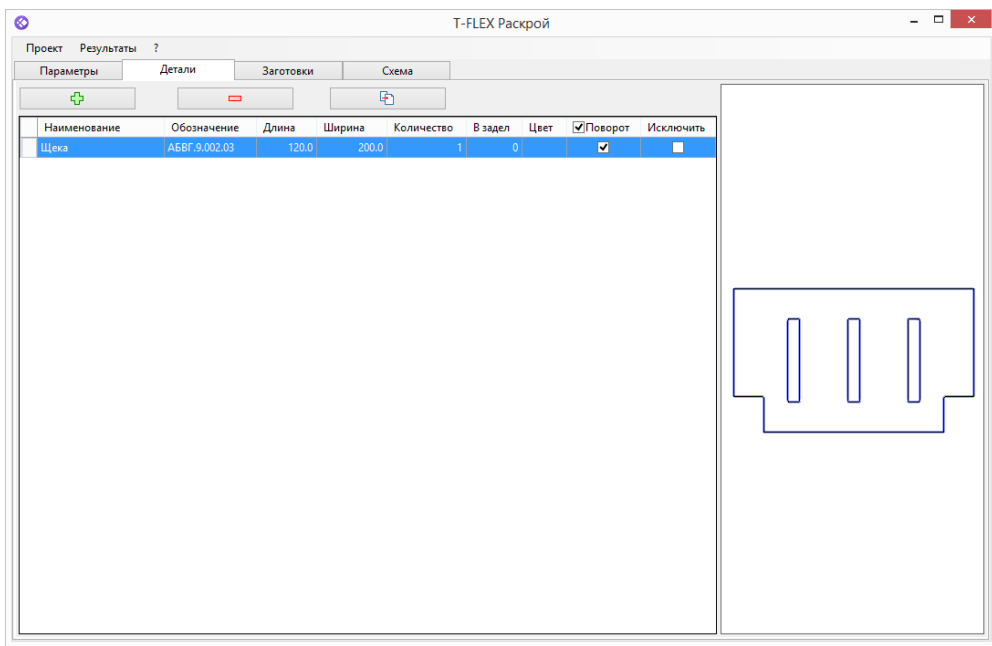 T-FLEX Раскрой
Проект Результаты ?
Параметры Детали Заготовки Схема
Наименование Обозначение Длина Ширина Количество В задел Цвет Поворот Исключить
Щека АБВГ.9.002.03 120.0 200.0 1 0